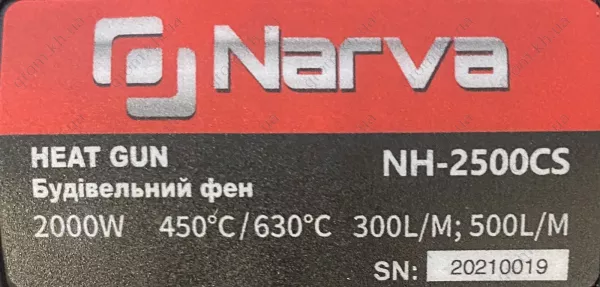 Narva
HEAT GUN NH-2500CS
Будівельний фен
2000W 450°C/630°C 300L/M; 500L/M
SN: 20210019